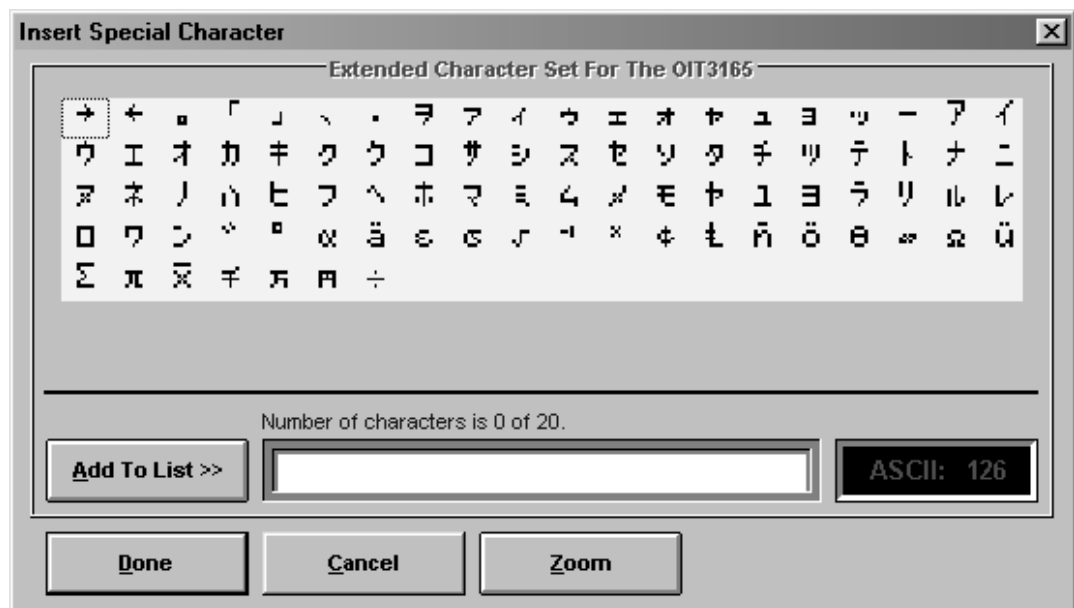 Insert Special Character
Extended Character Set For The OIT3165
→ ← 。 「 」 、 ・ ヲ ァ ィ ゥ ェ ォ ャ ュ ョ ッ ー ア イ
ウ エ オ カ キ ク ケ コ サ シ ス セ ソ タ チ ツ テ ト ナ ニ
ヌ ネ ノ ハ ヒ フ ヘ ホ マ ミ ム メ モ ヤ ユ ヨ ラ リ ル レ
ロ ワ ン ゛ ゜ α ä ε σ √ ⁻¹ ˣ ¢ Ƚ ñ ö θ ∞ Ω ü
Σ π x̄ 千 万 円 ÷
Number of characters is 0 of 20.
Add To List >> ASCII: 126
Done Cancel Zoom